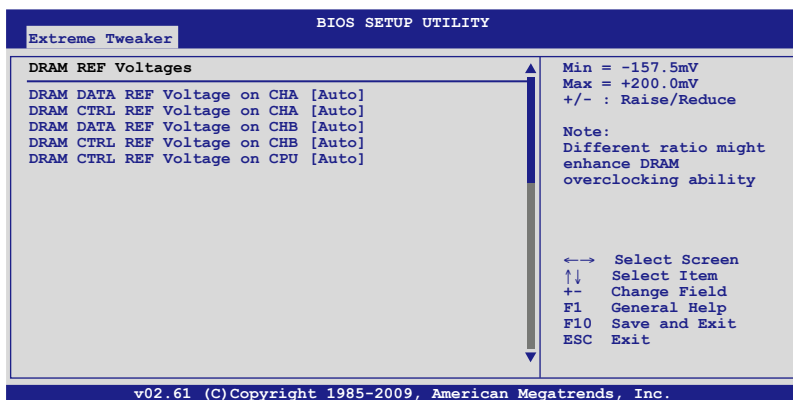 BIOS SETUP UTILITY
Extreme Tweaker
DRAM REF Voltages
DRAM DATA REF Voltage on CHA [Auto]
DRAM CTRL REF Voltage on CHA [Auto]
DRAM DATA REF Voltage on CHB [Auto]
DRAM CTRL REF Voltage on CHB [Auto]
DRAM CTRL REF Voltage on CPU [Auto]
Min = -157.5mV
Max = +200.0mV
+/- : Raise/Reduce
Note:
Different ratio might
enhance DRAM
overclocking ability
←→ Select Screen
↑↓ Select Item
+- Change Field
F1 General Help
F10 Save and Exit
ESC Exit
v02.61 (C)Copyright 1985-2009, American Megatrends, Inc.